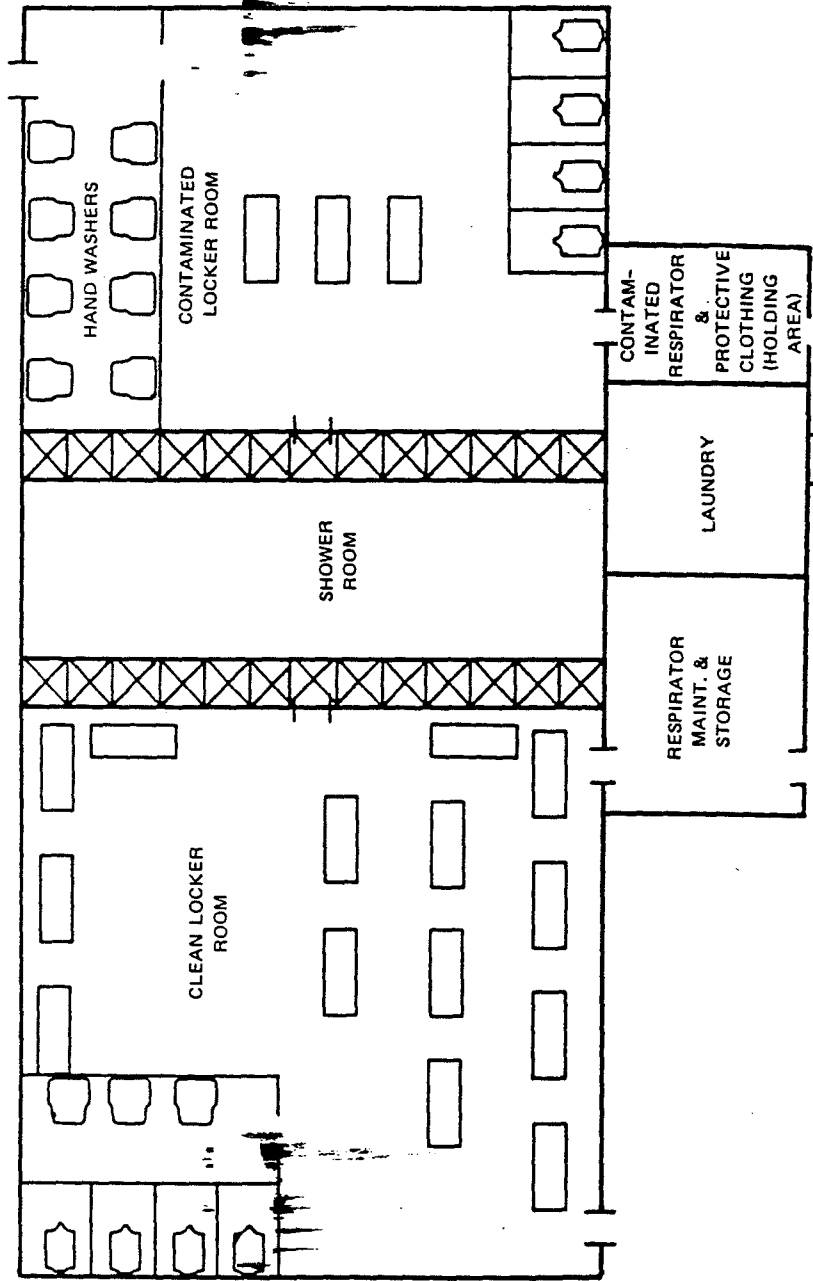 HAND WASHERS
CONTAMINATED
LOCKER ROOM
SHOWER
ROOM
CLEAN LOCKER
ROOM
CONTAM-
INATED
RESPIRATOR
&
PROTECTIVE
CLOTHING
(HOLDING
AREA)
LAUNDRY
RESPIRATOR
MAINT. &
STORAGE